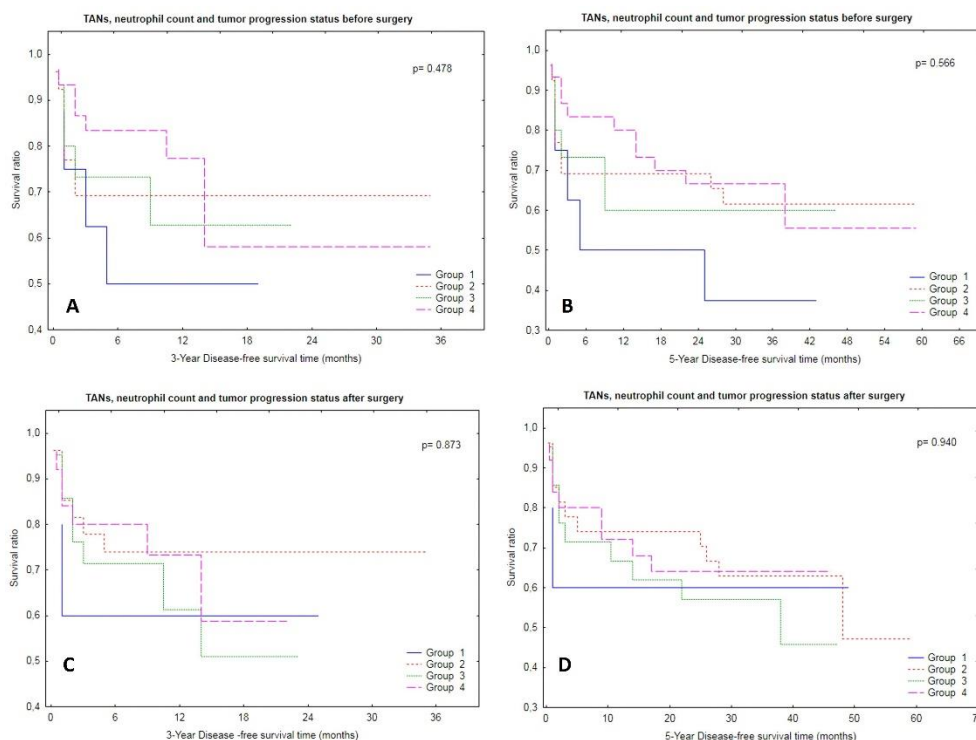 TANs, neutrophil count and tumor progression status before surgery
p= 0.478
1,0
0,9
0,8
0,7
0,6
0,5
0,4
Survival ratio
A
Group 1
Group 2
Group 3
Group 4
0 6 12 18 24 30 36
3-Year Disease-free survival time (months)
TANs, neutrophil count and tumor progression status before surgery
p= 0.566
1,0
0,9
0,8
0,7
0,6
0,5
0,4
0,3
Survival ratio
B
Group 1
Group 2
Group 3
Group 4
0 6 12 18 24 30 36 42 48 54 60 66
5-Year Disease-free survival time (months)
TANs, neutrophil count and tumor progression status after surgery
p= 0.873
1,0
0,9
0,8
0,7
0,6
0,5
0,4
Survival ratio
C
Group 1
Group 2
Group 3
Group 4
0 6 12 18 24 30 36
3-Year Disease -free survival time (months)
TANs, neutrophil count and tumor progression status after surgery
p= 0.940
1,0
0,9
0,8
0,7
0,6
0,5
0,4
0,3
Survival ratio
D
Group 1
Group 2
Group 3
Group 4
0 10 20 30 40 50 60 70
5-Year Disease-free survival time (months)